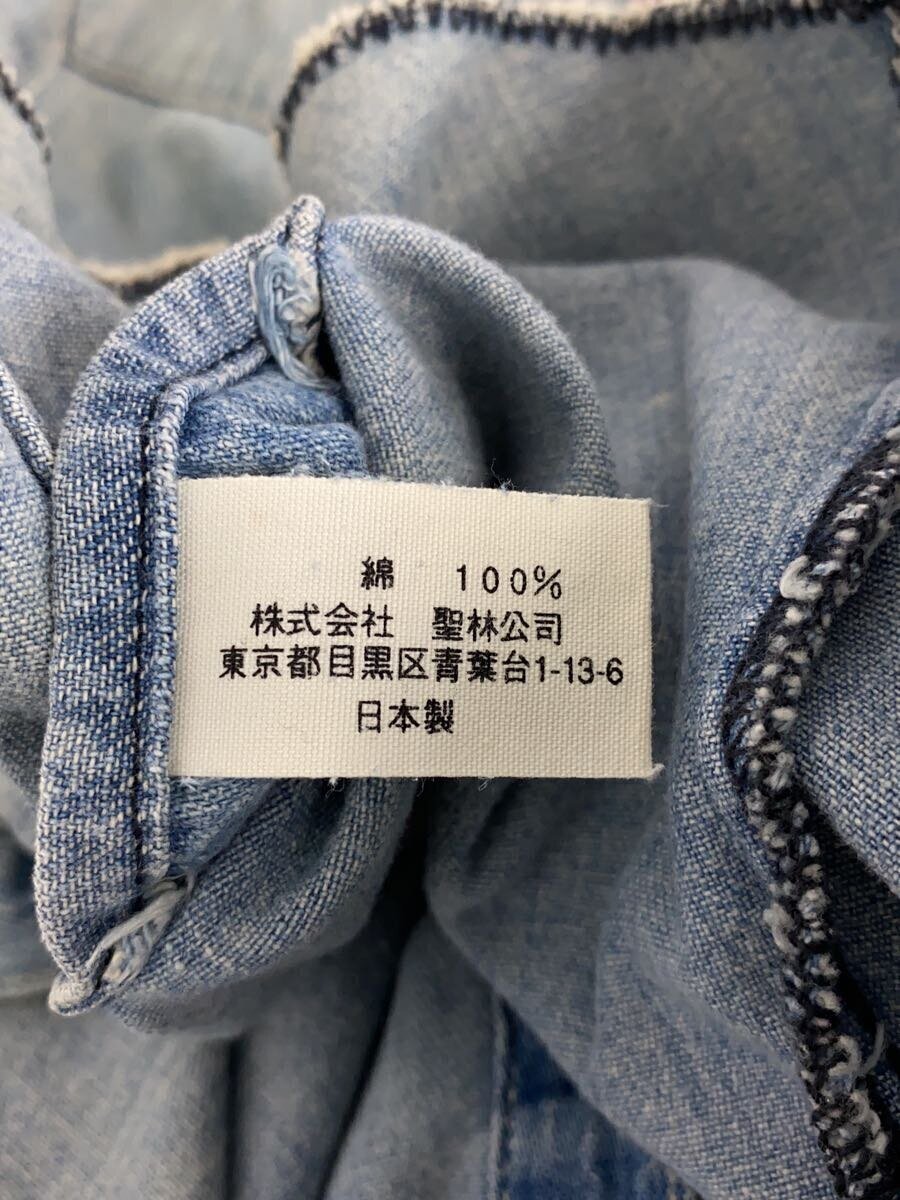 綿 100%
株式会社 聖林公司
東京都目黒区青葉台1-13-6
日本製